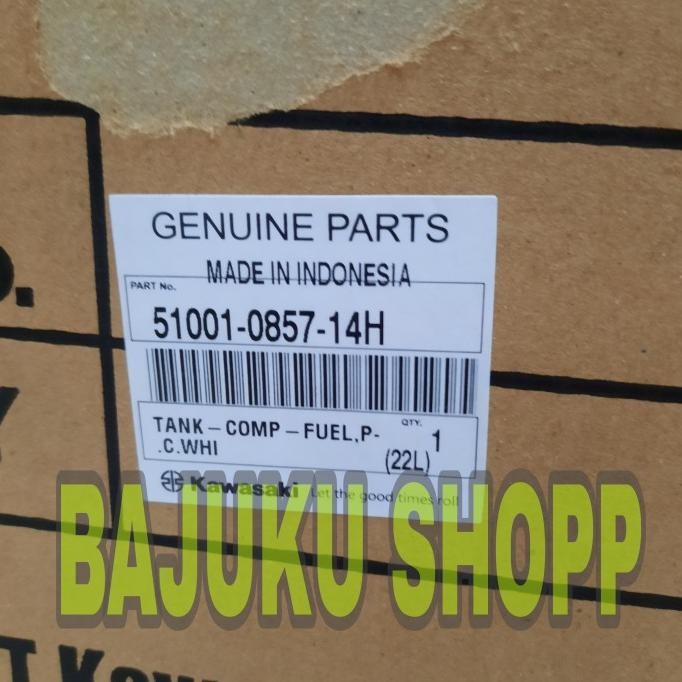 GENUINE PARTS
MADE IN INDONESIA
PART No.
51001-0857-14H
TANK-COMP-FUEL,P-
.C.WHI
QTY.
1
(22L)
Kawasaki Let the good times roll
BAJUKU SHOPP